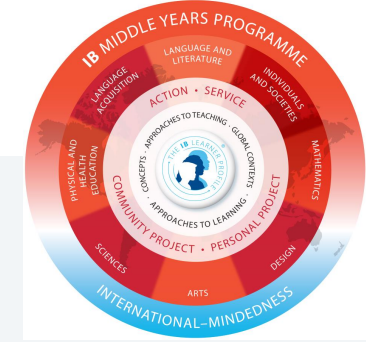 IB MIDDLE YEARS PROGRAMME
LANGUAGE AND
LITERATURE
LANGUAGE
ACQUISITION
INDIVIDUALS
AND SOCIETIES
PHYSICAL AND
HEALTH
EDUCATION
MATHEMATICS
SCIENCES
DESIGN
ARTS
ACTION • SERVICE
COMMUNITY PROJECT • PERSONAL PROJECT
APPROACHES TO TEACHING · GLOBAL CONTEXTS ·
APPROACHES TO LEARNING · CONCEPTS ·
THE IB LEARNER PROFILE
INTERNATIONAL–MINDEDNESS